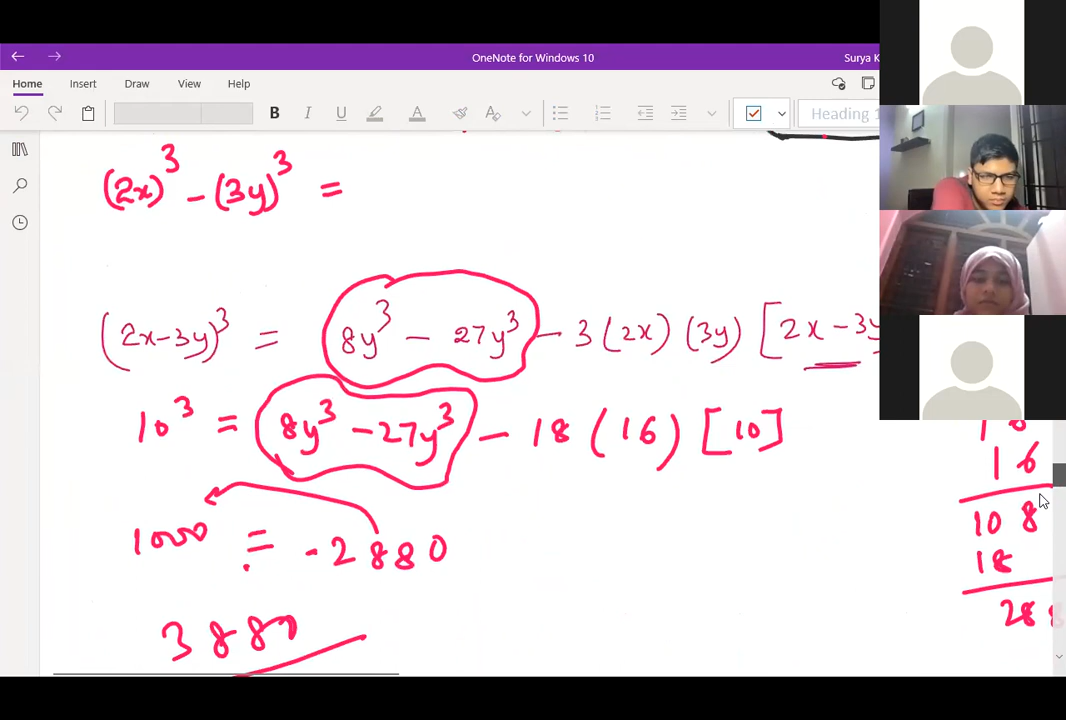 OneNote for Windows 10 Surya K
Home Insert Draw View Help
B I U A A Heading 1
(2x)³ - (3y)³ =
(2x-3y)³ = 8y³ - 27y³ - 3(2x)(3y)[2x-3y
10³ = 8y³ - 27y³ - 18(16)[10]
1000 = -2880
3880
16
108
18
288